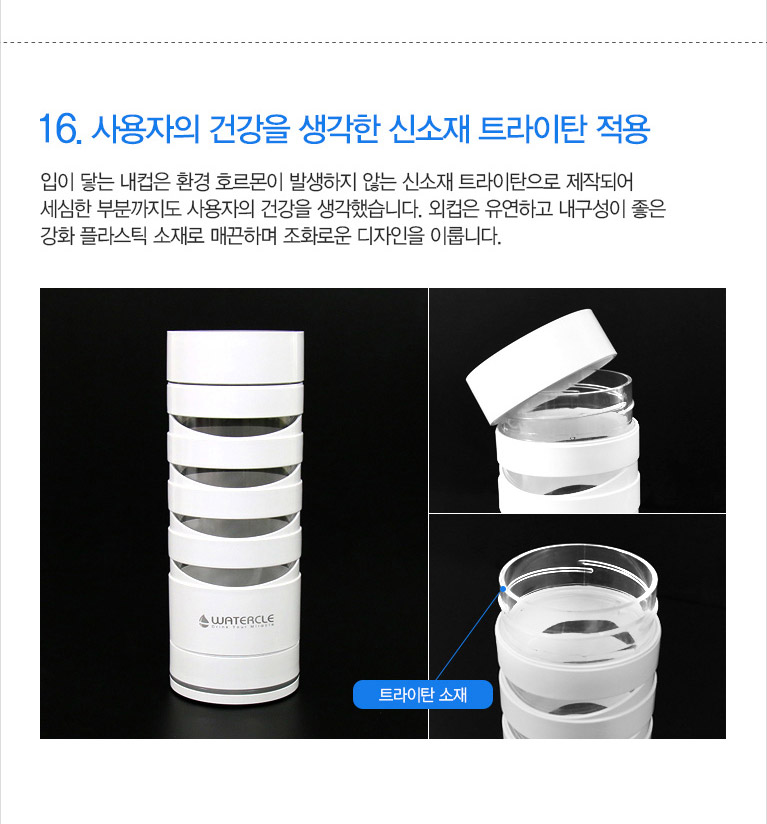 16. 사용자의 건강을 생각한 신소재 트라이탄 적용
입이 닿는 내컵은 환경 호르몬이 발생하지 않는 신소재 트라이탄으로 제작되어
세심한 부분까지도 사용자의 건강을 생각했습니다. 외컵은 유연하고 내구성이 좋은
강화 플라스틱 소재로 매끈하며 조화로운 디자인을 이룹니다.
WATERCLE
Drink Your Miracle
트라이탄 소재